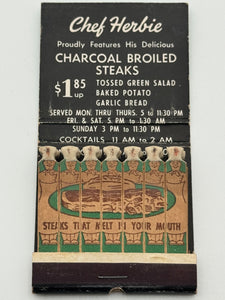 Chef Herbie
Proudly Features His Delicious
CHARCOAL BROILED
STEAKS
$1.85 up
TOSSED GREEN SALAD
BAKED POTATO
GARLIC BREAD
SERVED MON. THRU THURS. 5 to 11:30 PM
FRI. & SAT. 5 PM to 1:30 AM
SUNDAY 3 PM to 11:30 PM
COCKTAILS 11 AM to 2 AM
STEAKS THAT MELT IN YOUR MOUTH